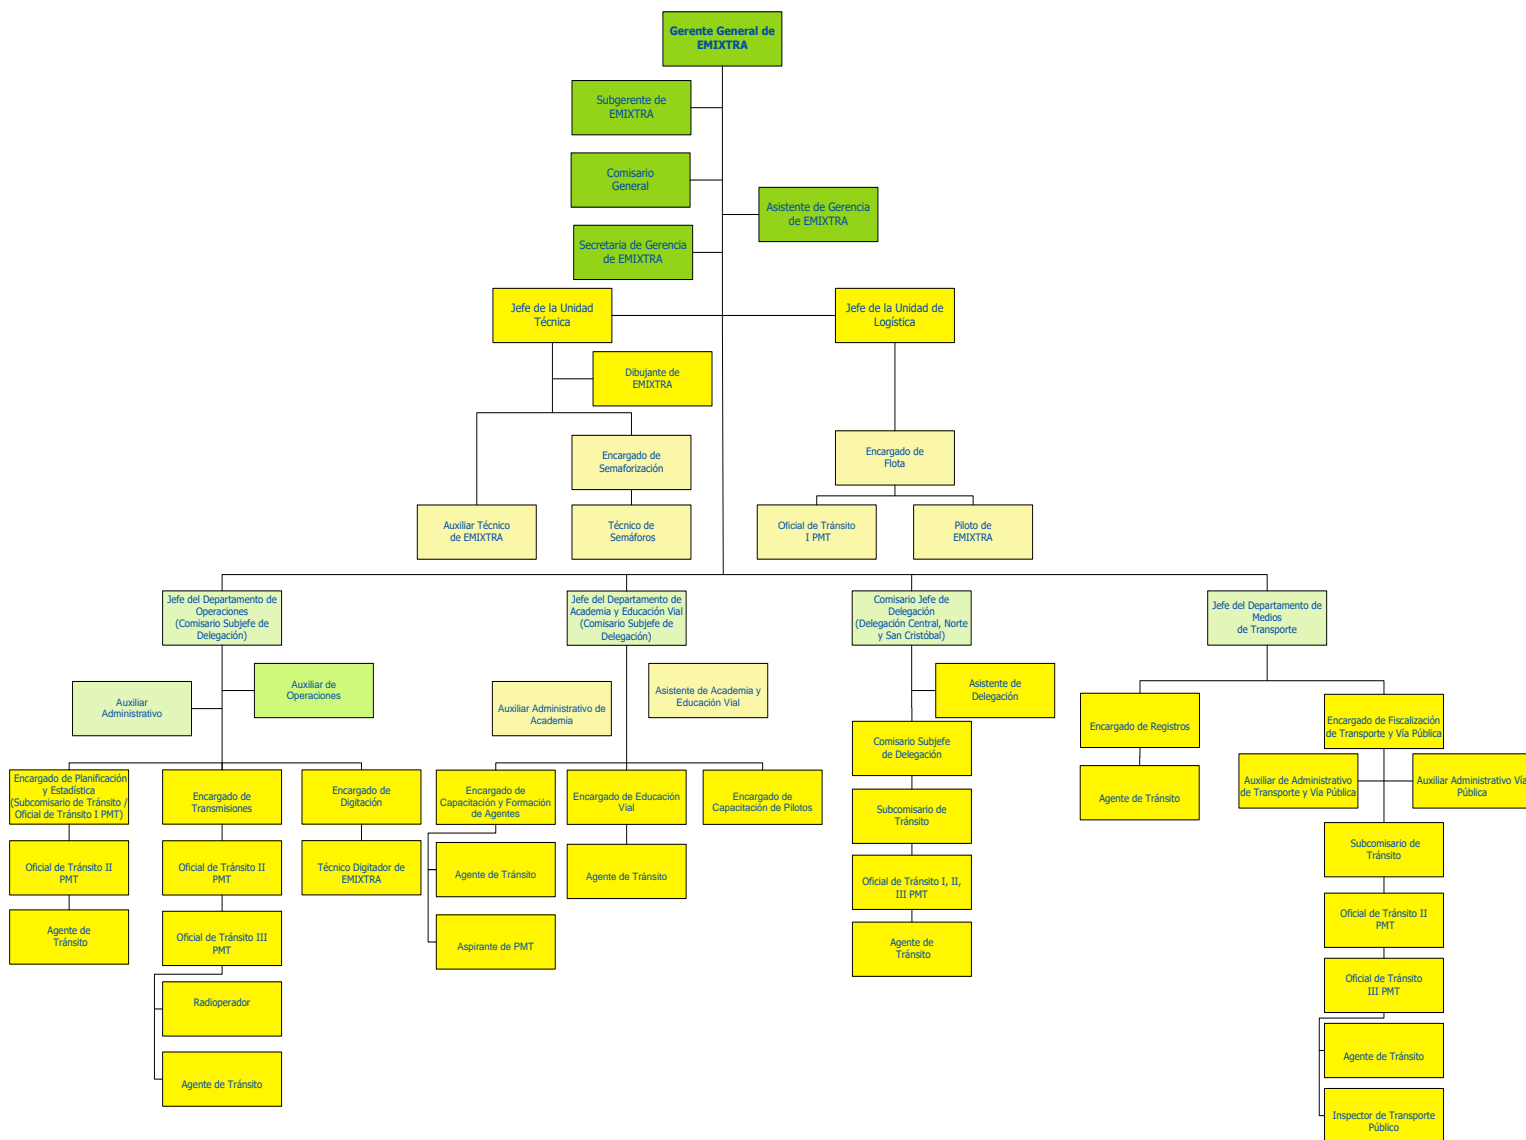 Gerente General de
EMIXTRA
Subgerente de
EMIXTRA
Comisario
General
Asistente de Gerencia
de EMIXTRA
Secretaria de Gerencia
de EMIXTRA
Jefe de la Unidad
Técnica
Jefe de la Unidad de
Logística
Dibujante de
EMIXTRA
Encargado de
Semaforización
Encargado de
Flota
Auxiliar Técnico
de EMIXTRA
Técnico de
Semáforos
Oficial de Tránsito
I PMT
Piloto de
EMIXTRA
Jefe del Departamento de
Operaciones
(Comisario Subjefe de
Delegación)
Jefe del Departamento de
Academia y Educación Vial
(Comisario Subjefe de
Delegación)
Comisario Jefe de
Delegación
(Delegación Central, Norte
y San Cristóbal)
Jefe del Departamento de
Medios
de Transporte
Auxiliar
Administrativo
Auxiliar de
Operaciones
Auxiliar Administrativo de
Academia
Asistente de Academia y
Educación Vial
Asistente de
Delegación
Encargado de Registros
Encargado de Fiscalización
de Transporte y Vía Pública
Comisario Subjefe
de Delegación
Encargado de Planificación
y Estadística
(Subcomisario de Tránsito /
Oficial de Tránsito I PMT)
Encargado de
Transmisiones
Encargado de
Digitación
Encargado de
Capacitación y Formación
de Agentes
Encargado de Educación
Vial
Encargado de
Capacitación de Pilotos
Subcomisario de
Tránsito
Agente de Tránsito
Auxiliar de Administrativo
de Transporte y Vía Pública
Auxiliar Administrativo Vía
Pública
Oficial de Tránsito II
PMT
Oficial de Tránsito II
PMT
Técnico Digitador de
EMIXTRA
Agente de Tránsito
Agente de Tránsito
Oficial de Tránsito I, II,
III PMT
Subcomisario de
Tránsito
Agente de
Tránsito
Oficial de Tránsito III
PMT
Aspirante de PMT
Agente de
Tránsito
Oficial de Tránsito II
PMT
Radioperador
Oficial de Tránsito
III PMT
Agente de Tránsito
Agente de Tránsito
Inspector de Transporte
Público